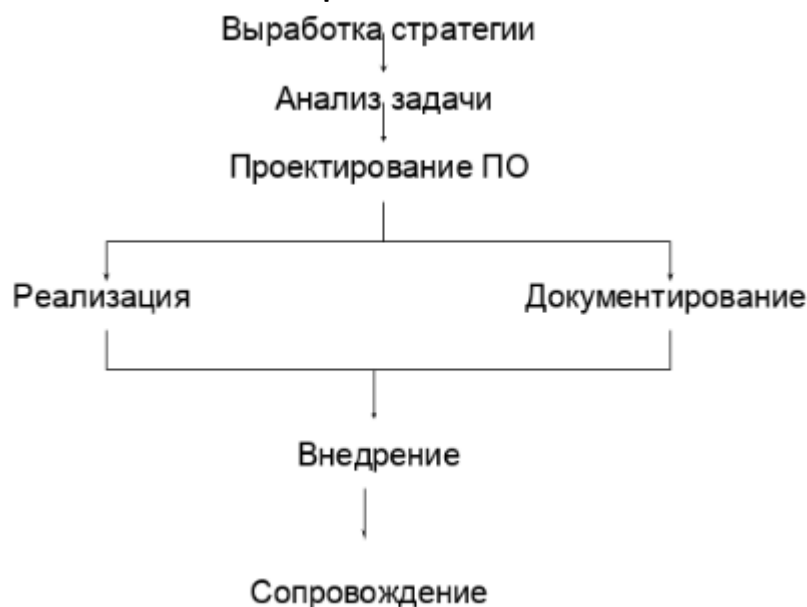 Выработка стратегии
Анализ задачи
Проектирование ПО
Реализация
Документирование
Внедрение
Сопровождение